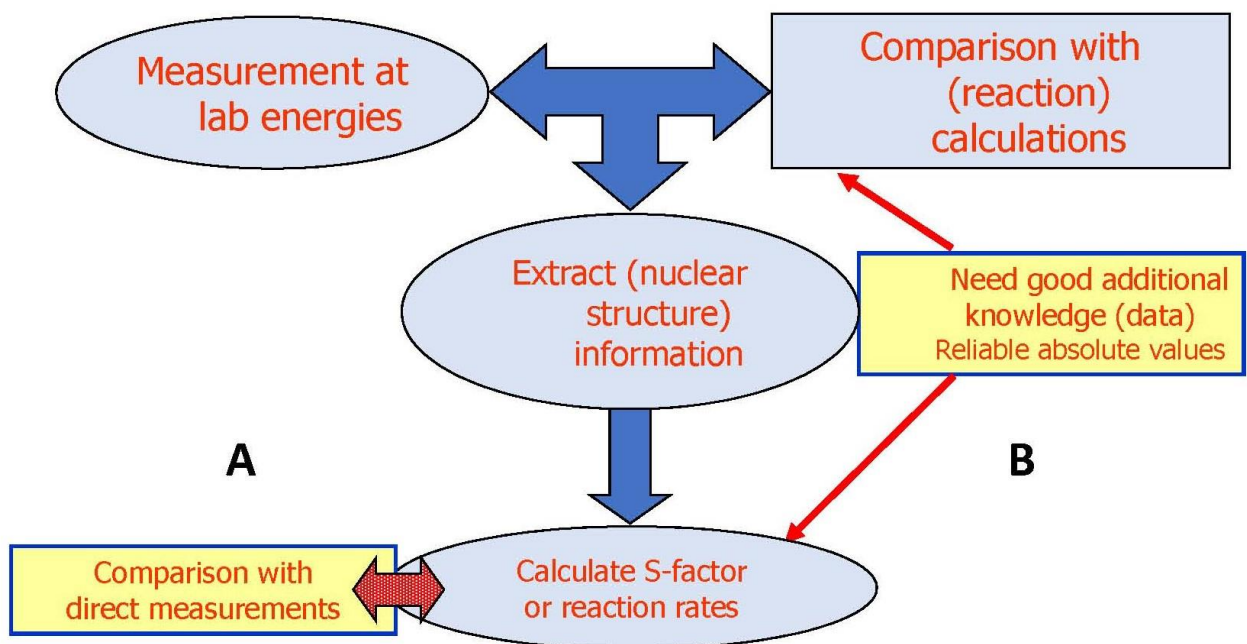 Measurement at
lab energies
Comparison with
(reaction)
calculations
Extract (nuclear
structure)
information
Need good additional
knowledge (data)
Reliable absolute values
A
B
Comparison with
direct measurements
Calculate S-factor
or reaction rates